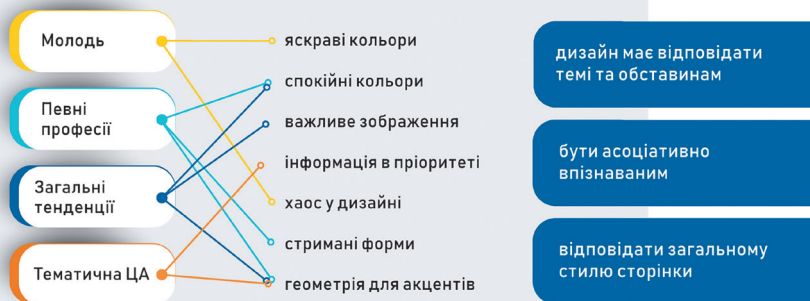 Молодь
Певні
професії
Загальні
тенденції
Тематична ЦА
яскраві кольори
спокійні кольори
важливе зображення
інформація в пріоритеті
хаос у дизайні
стримані форми
геометрія для акцентів
дизайн має відповідати
темі та обставинам
бути асоціативно
впізнаваним
відповідати загальному
стилю сторінки